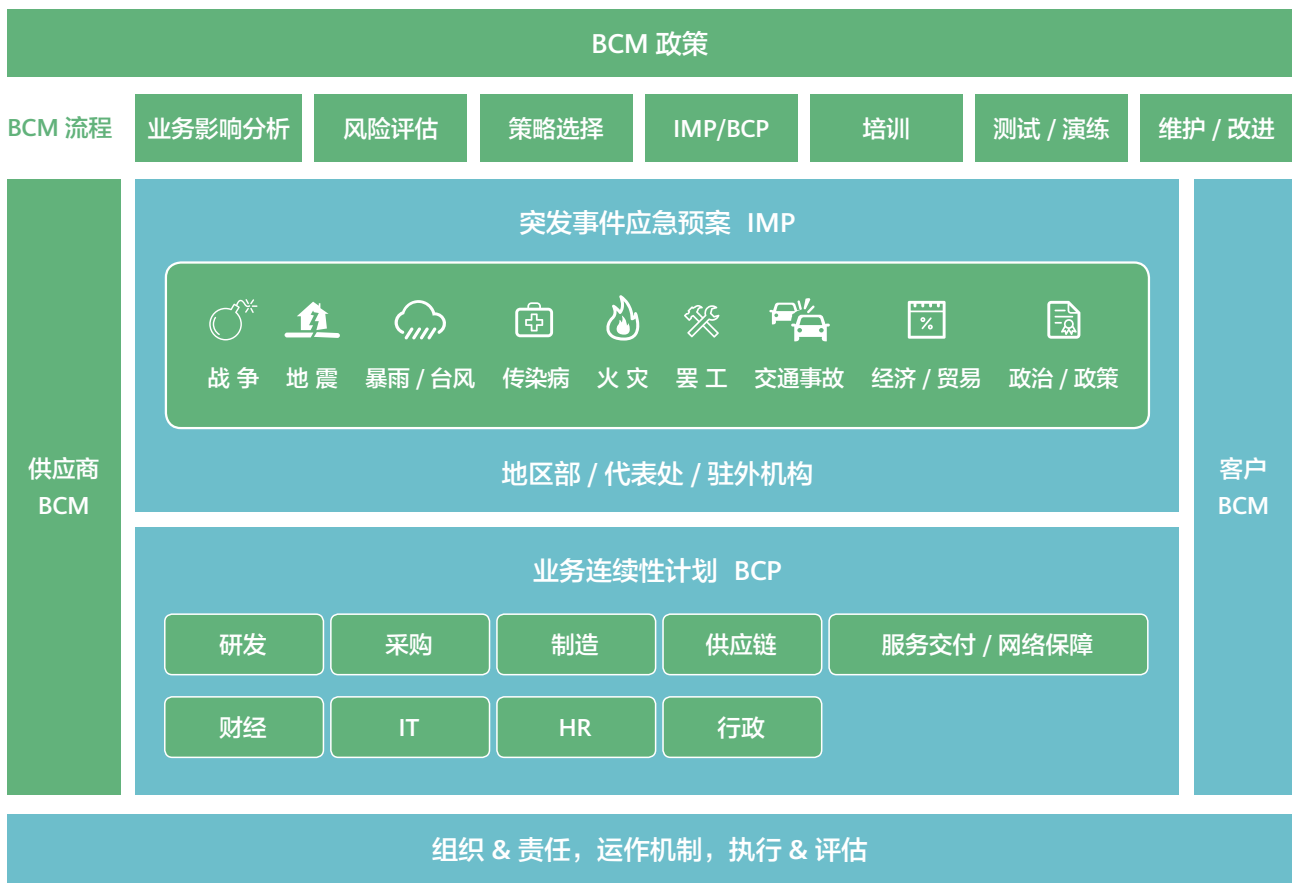 BCM 政策
BCM 流程
业务影响分析
风险评估
策略选择
IMP/BCP
培训
测试 / 演练
维护 / 改进
供应商
BCM
突发事件应急预案 IMP
%
战 争
地 震
暴雨 / 台风
传染病
火 灾
罢 工
交通事故
经济 / 贸易
政治 / 政策
地区部 / 代表处 / 驻外机构
业务连续性计划 BCP
研发
采购
制造
供应链
服务交付 / 网络保障
财经
IT
HR
行政
客户
BCM
组织 & 责任，运作机制，执行 & 评估